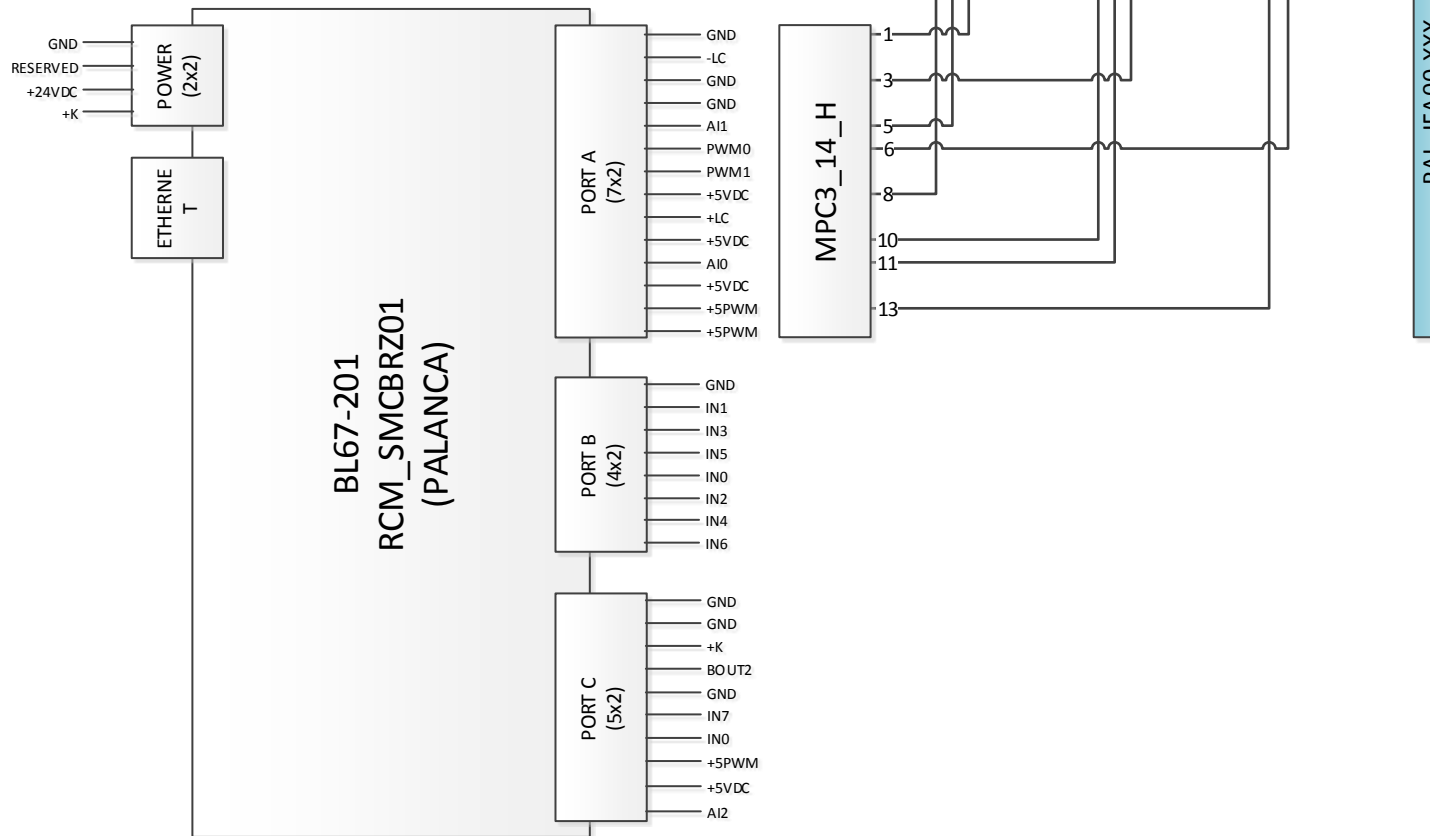 GND
RESERVED
+24VDC
+K
POWER
(2x2)
ETHERNE
T
BL67-201
RCM_SMCBRZ01
(PALANCA)
PORT A
(7x2)
GND
-LC
GND
GND
AI1
PWM0
PWM1
+5VDC
+LC
+5VDC
AI0
+5VDC
+5PWM
+5PWM
PORT B
(4x2)
GND
IN1
IN3
IN5
IN0
IN2
IN4
IN6
PORT C
(5x2)
GND
GND
+K
BOUT2
GND
IN7
IN0
+5PWM
+5VDC
AI2
MPC3_14_H
1
3
5
6
8
10
11
13